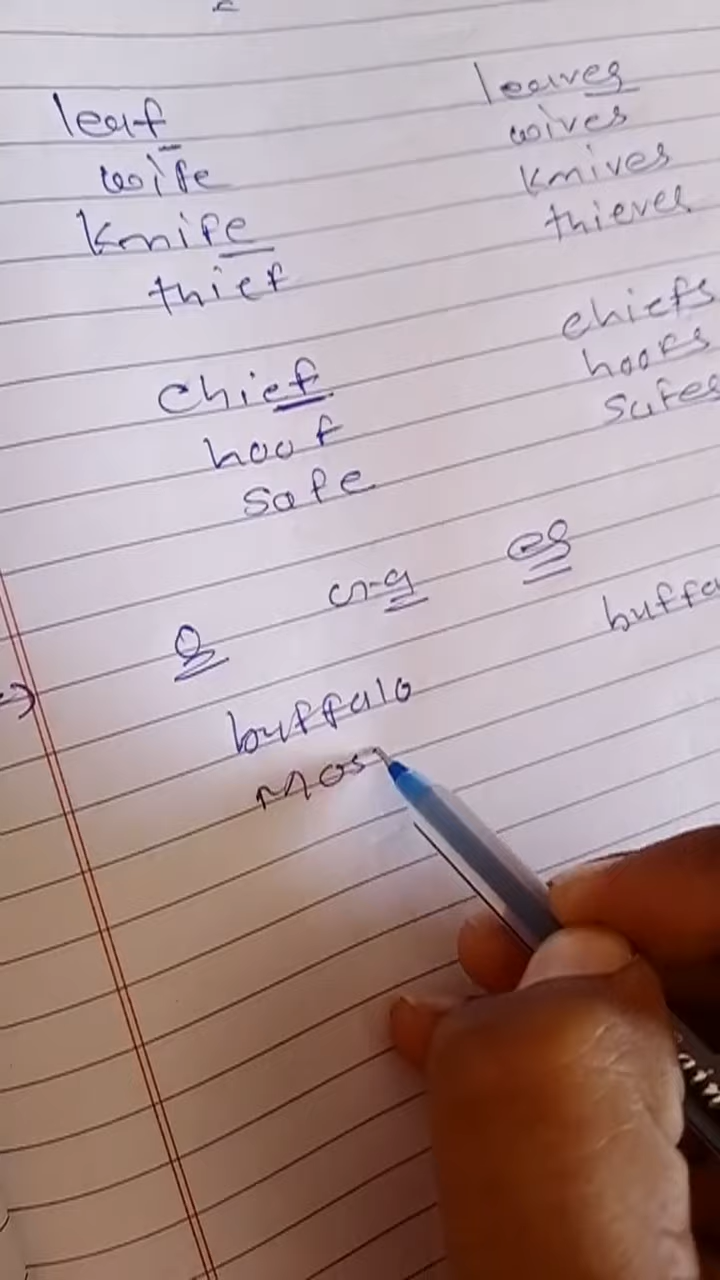 leaf leaves
wife wives
knife knives
thief thieves
chief chiefs
hoof hoofs
safe safes
o es
buffalo buffa
mos